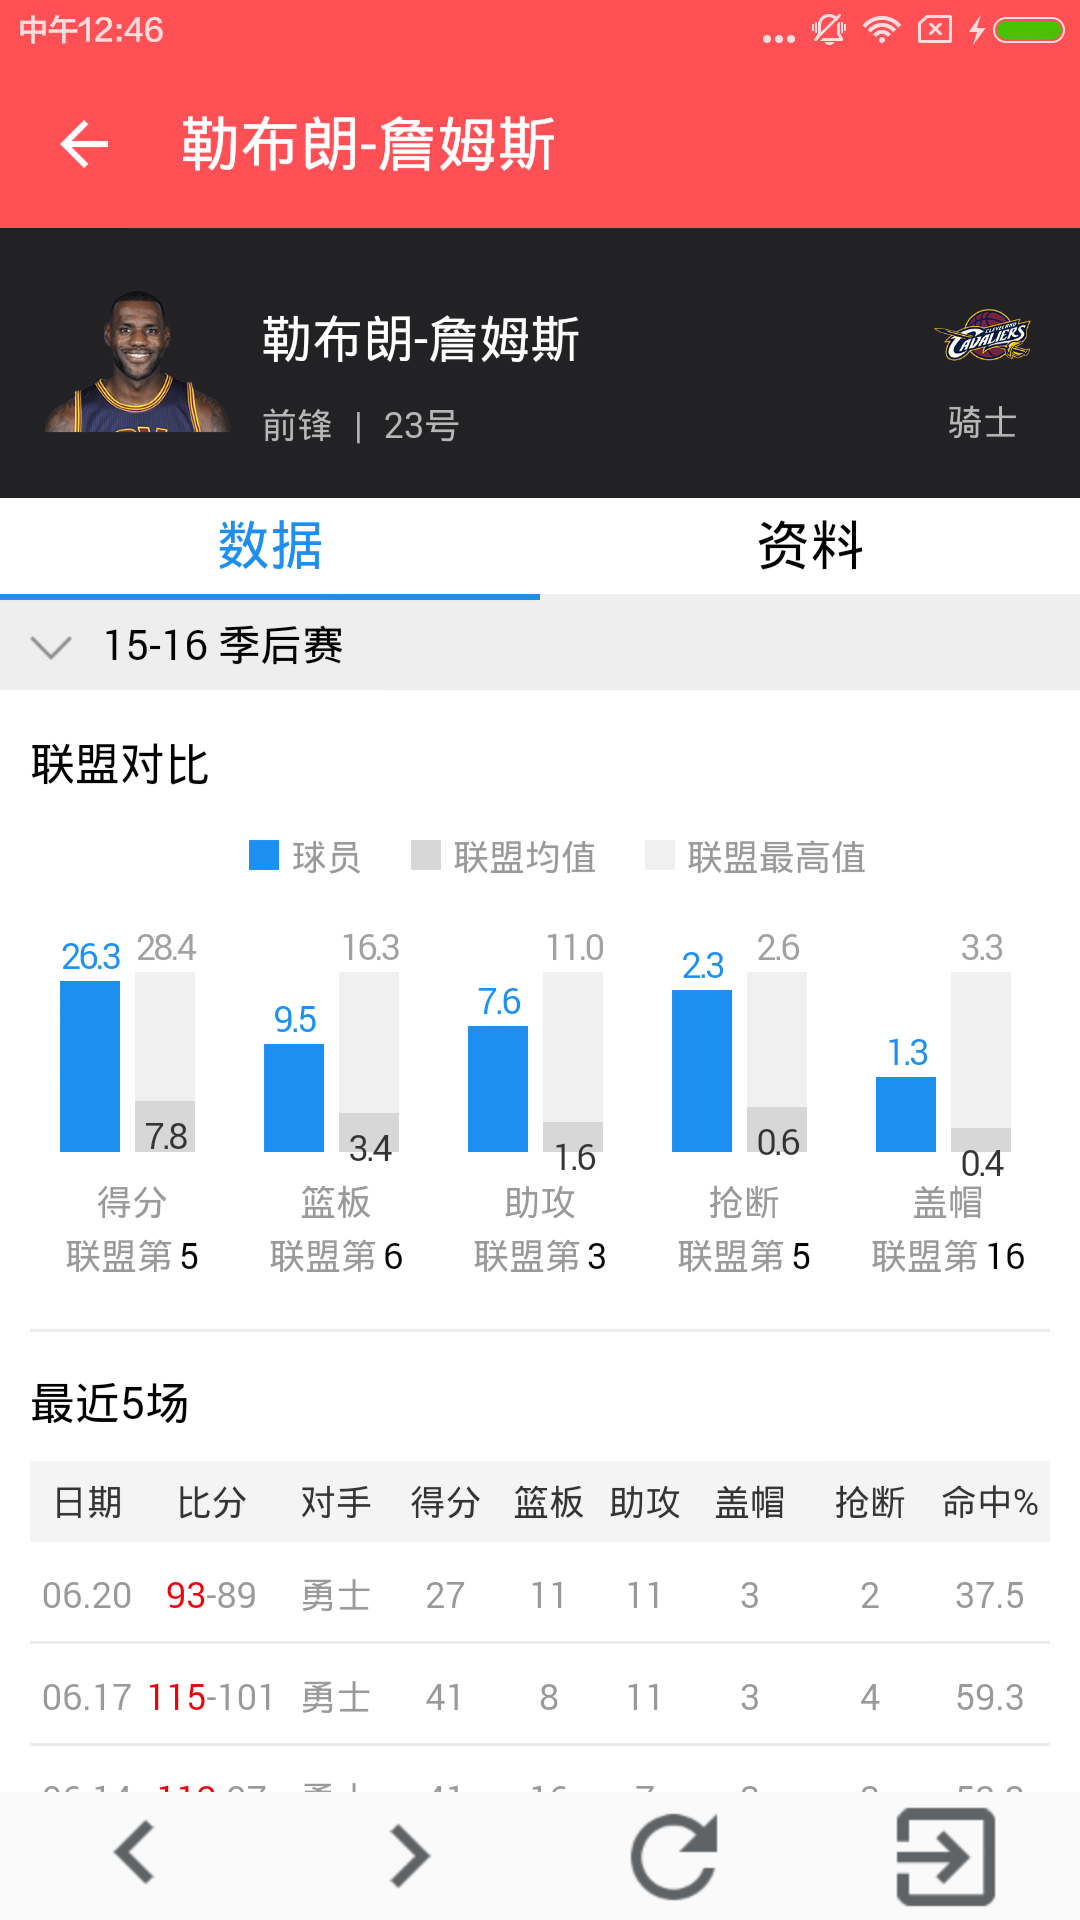 中午12:46
勒布朗-詹姆斯
勒布朗-詹姆斯
前锋 | 23号
CLEVELAND
CAVALIERS
骑士
数据 资料
15-16 季后赛
联盟对比
球员 联盟均值 联盟最高值
26.3 28.4 16.3 11.0 2.3 2.6 3.3
9.5 7.6 1.3
7.8 3.4 1.6 0.6 0.4
得分 篮板 助攻 抢断 盖帽
联盟第 5 联盟第 6 联盟第 3 联盟第 5 联盟第 16
最近5场
日期 比分 对手 得分 篮板 助攻 盖帽 抢断 命中%
06.20 93-89 勇士 27 11 11 3 2 37.5
06.17 115-101 勇士 41 8 11 3 4 59.3